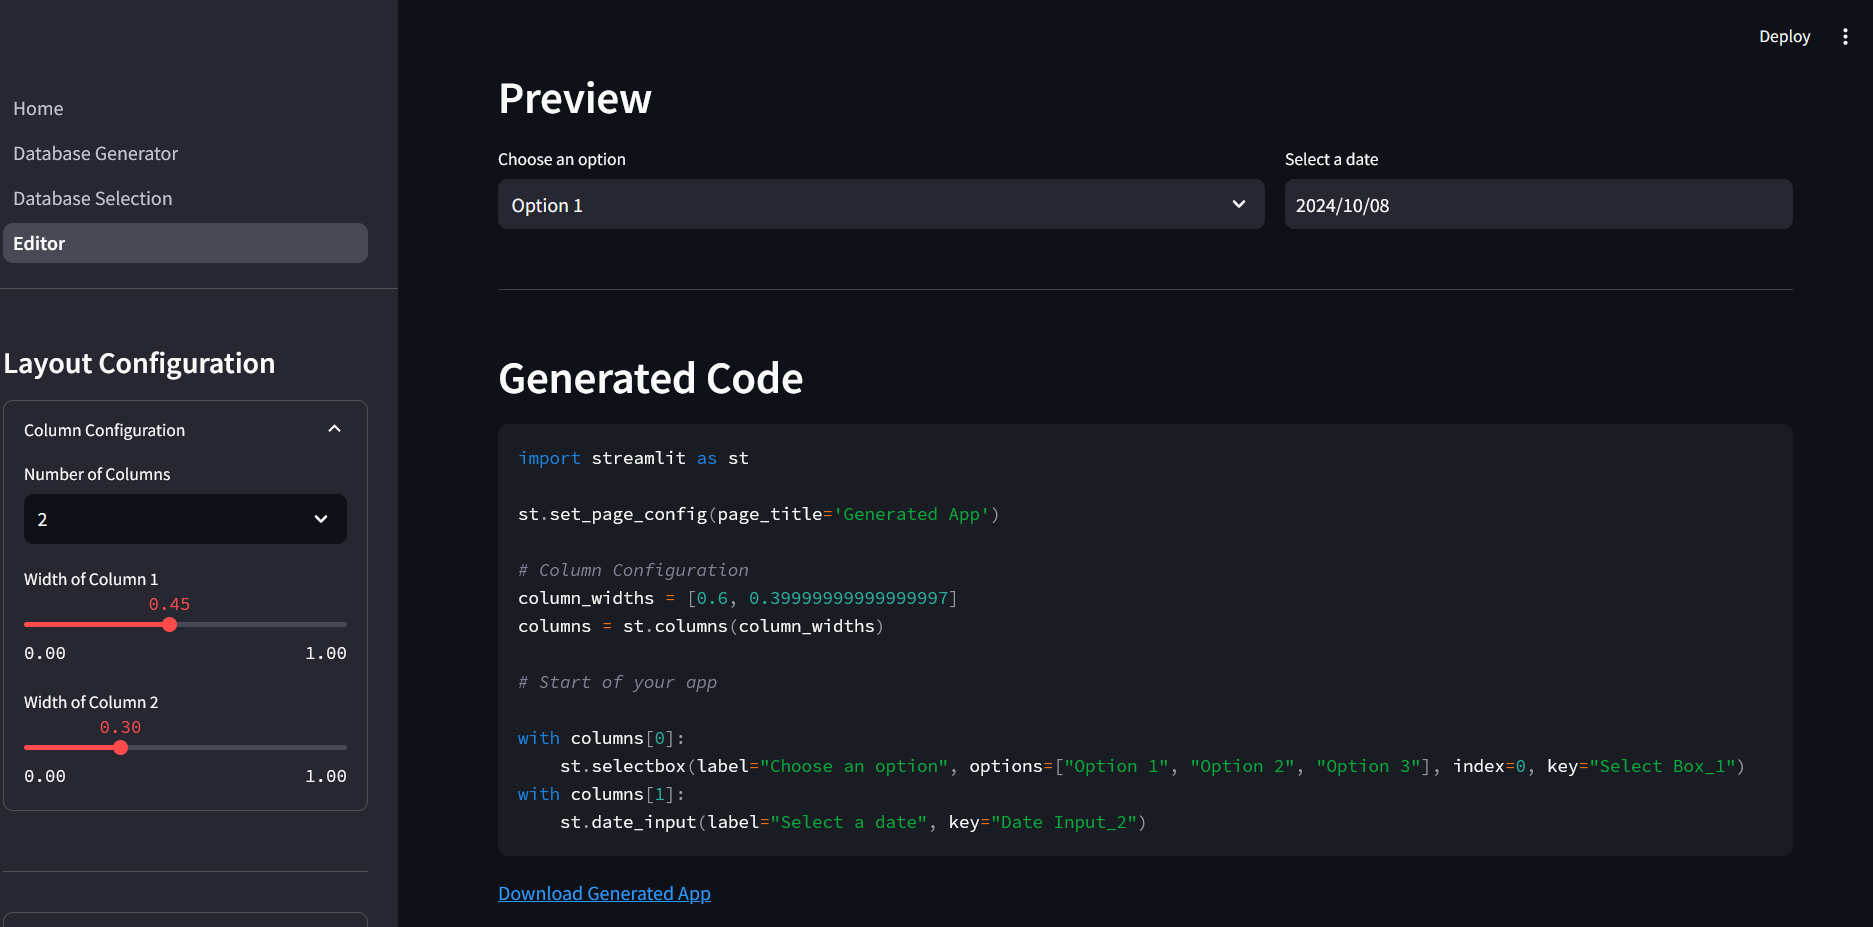 Deploy
Home
Database Generator
Database Selection
Editor
Layout Configuration
Column Configuration
Number of Columns
2
Width of Column 1
0.45
0.00 1.00
Width of Column 2
0.30
0.00 1.00
Preview
Choose an option
Option 1
Select a date
2024/10/08
Generated Code
import streamlit as st
st.set_page_config(page_title='Generated App')
# Column Configuration
column_widths = [0.6, 0.39999999999999997]
columns = st.columns(column_widths)
# Start of your app
with columns[0]:
    st.selectbox(label="Choose an option", options=["Option 1", "Option 2", "Option 3"], index=0, key="Select Box_1")
with columns[1]:
    st.date_input(label="Select a date", key="Date Input_2")
Download Generated App